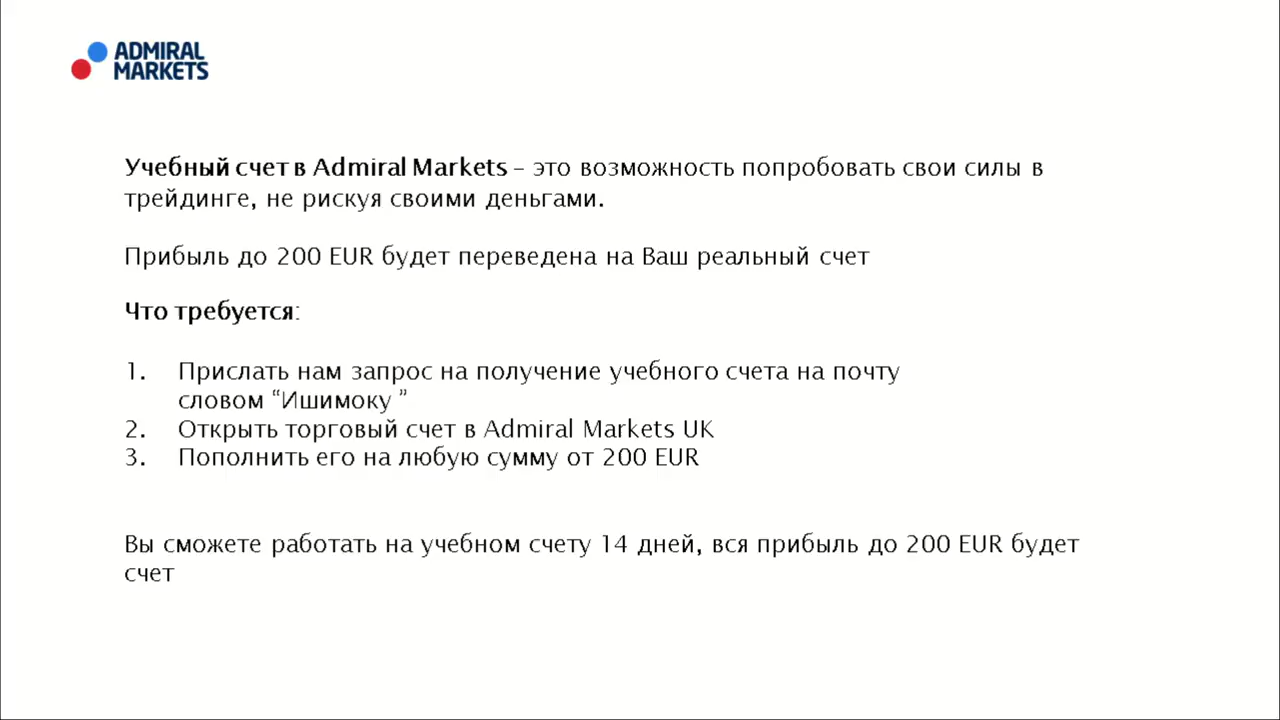 ADMIRAL
MARKETS
Учебный счет в Admiral Markets – это возможность попробовать свои силы в
трейдинге, не рискуя своими деньгами.
Прибыль до 200 EUR будет переведена на Ваш реальный счет
Что требуется:
1. Прислать нам запрос на получение учебного счета на почту
словом “Ишимоку ”
2. Открыть торговый счет в Admiral Markets UK
3. Пополнить его на любую сумму от 200 EUR
Вы сможете работать на учебном счету 14 дней, вся прибыль до 200 EUR будет
счет